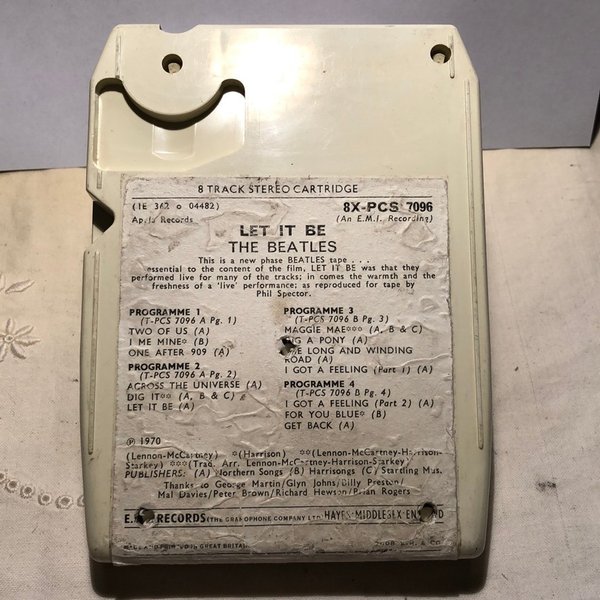 8 TRACK STEREO CARTRIDGE
(1E 362 o 04482) 8X-PCS 7096
Records (An E.M.I. Recording)
LET IT BE
THE BEATLES
This is a new phase BEATLES tape . . .
essential to the content of the film, LET IT BE was that they
performed live for many of the tracks; in comes the warmth and the
freshness of a 'live' performance; as reproduced for tape by
Phil Spector.
PROGRAMME 1
(T-PCS 7096 A Pg. 1)
TWO OF US (A)
I ME MINE* (B)
ONE AFTER 909 (A)
PROGRAMME 2
(T-PCS 7096 A Pg. 2)
ACROSS THE UNIVERSE (A)
DIG IT** (A, B & C)
LET IT BE (A)
PROGRAMME 3
(T-PCS 7096 B Pg. 3)
MAGGIE MAE*** (A, B & C)
A PONY (A)
LONG AND WINDING
ROAD (A)
I GOT A FEELING (Part 1) (A)
PROGRAMME 4
(T-PCS 7096 B Pg. 4)
I GOT A FEELING (Part 2) (A)
FOR YOU BLUE* (B)
GET BACK (A)
℗ 1970
(Lennon-McCartney) *(Harrison) **(Lennon-McCartney-Harrison-
Starkey) ***(Trad. Arr. Lennon-McCartney-Harrison-Starkey)
PUBLISHERS: (A) Northern Songs (B) Harrisongs (C) Startling Mus.
Thanks to George Martin/Glyn Johns/Billy Preston/
Mal Davies/Peter Brown/Richard Hewson/Brian Rogers
RECORDS (THE GRAMOPHONE COMPANY LTD. HAYES MIDDLESEX
GREAT BRITAIN